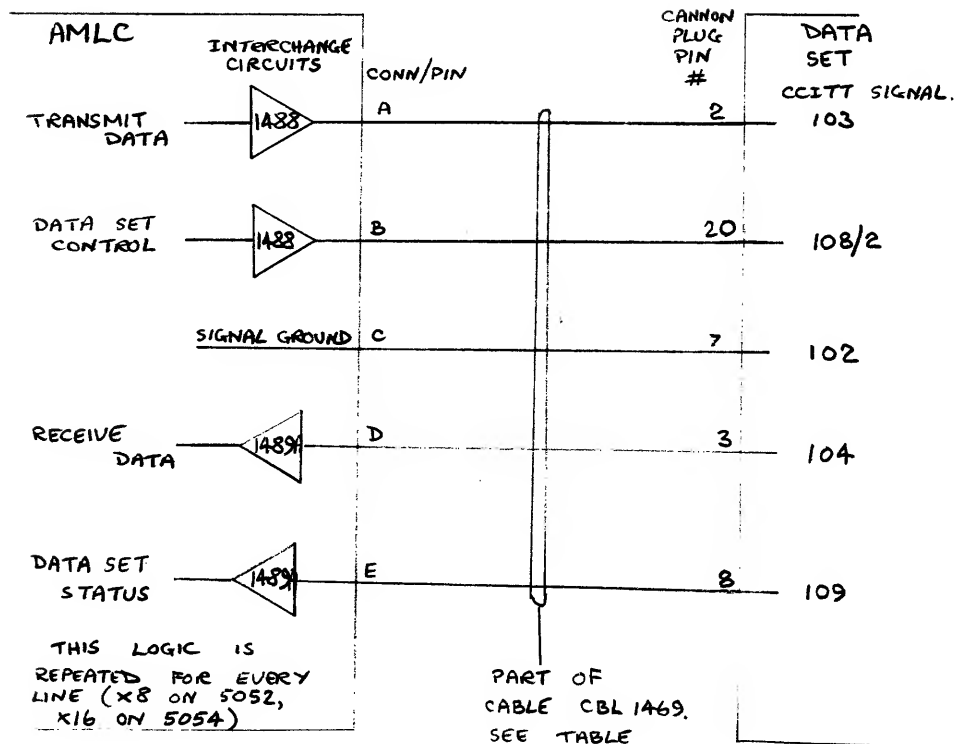 AMLC
INTERCHANGE
CIRCUITS
CONN/PIN
CANNON
PLUG
PIN
#
DATA
SET
CCITT SIGNAL.
TRANSMIT
DATA
1488
A
2
103
DATA SET
CONTROL
1488
B
20
108/2
SIGNAL GROUND
C
7
102
RECEIVE
DATA
1489A
D
3
104
DATA SET
STATUS
1489A
E
8
109
THIS LOGIC IS
REPEATED FOR EVERY
LINE (x8 ON 5052,
x16 ON 5054)
PART OF
CABLE CBL 1469.
SEE TABLE